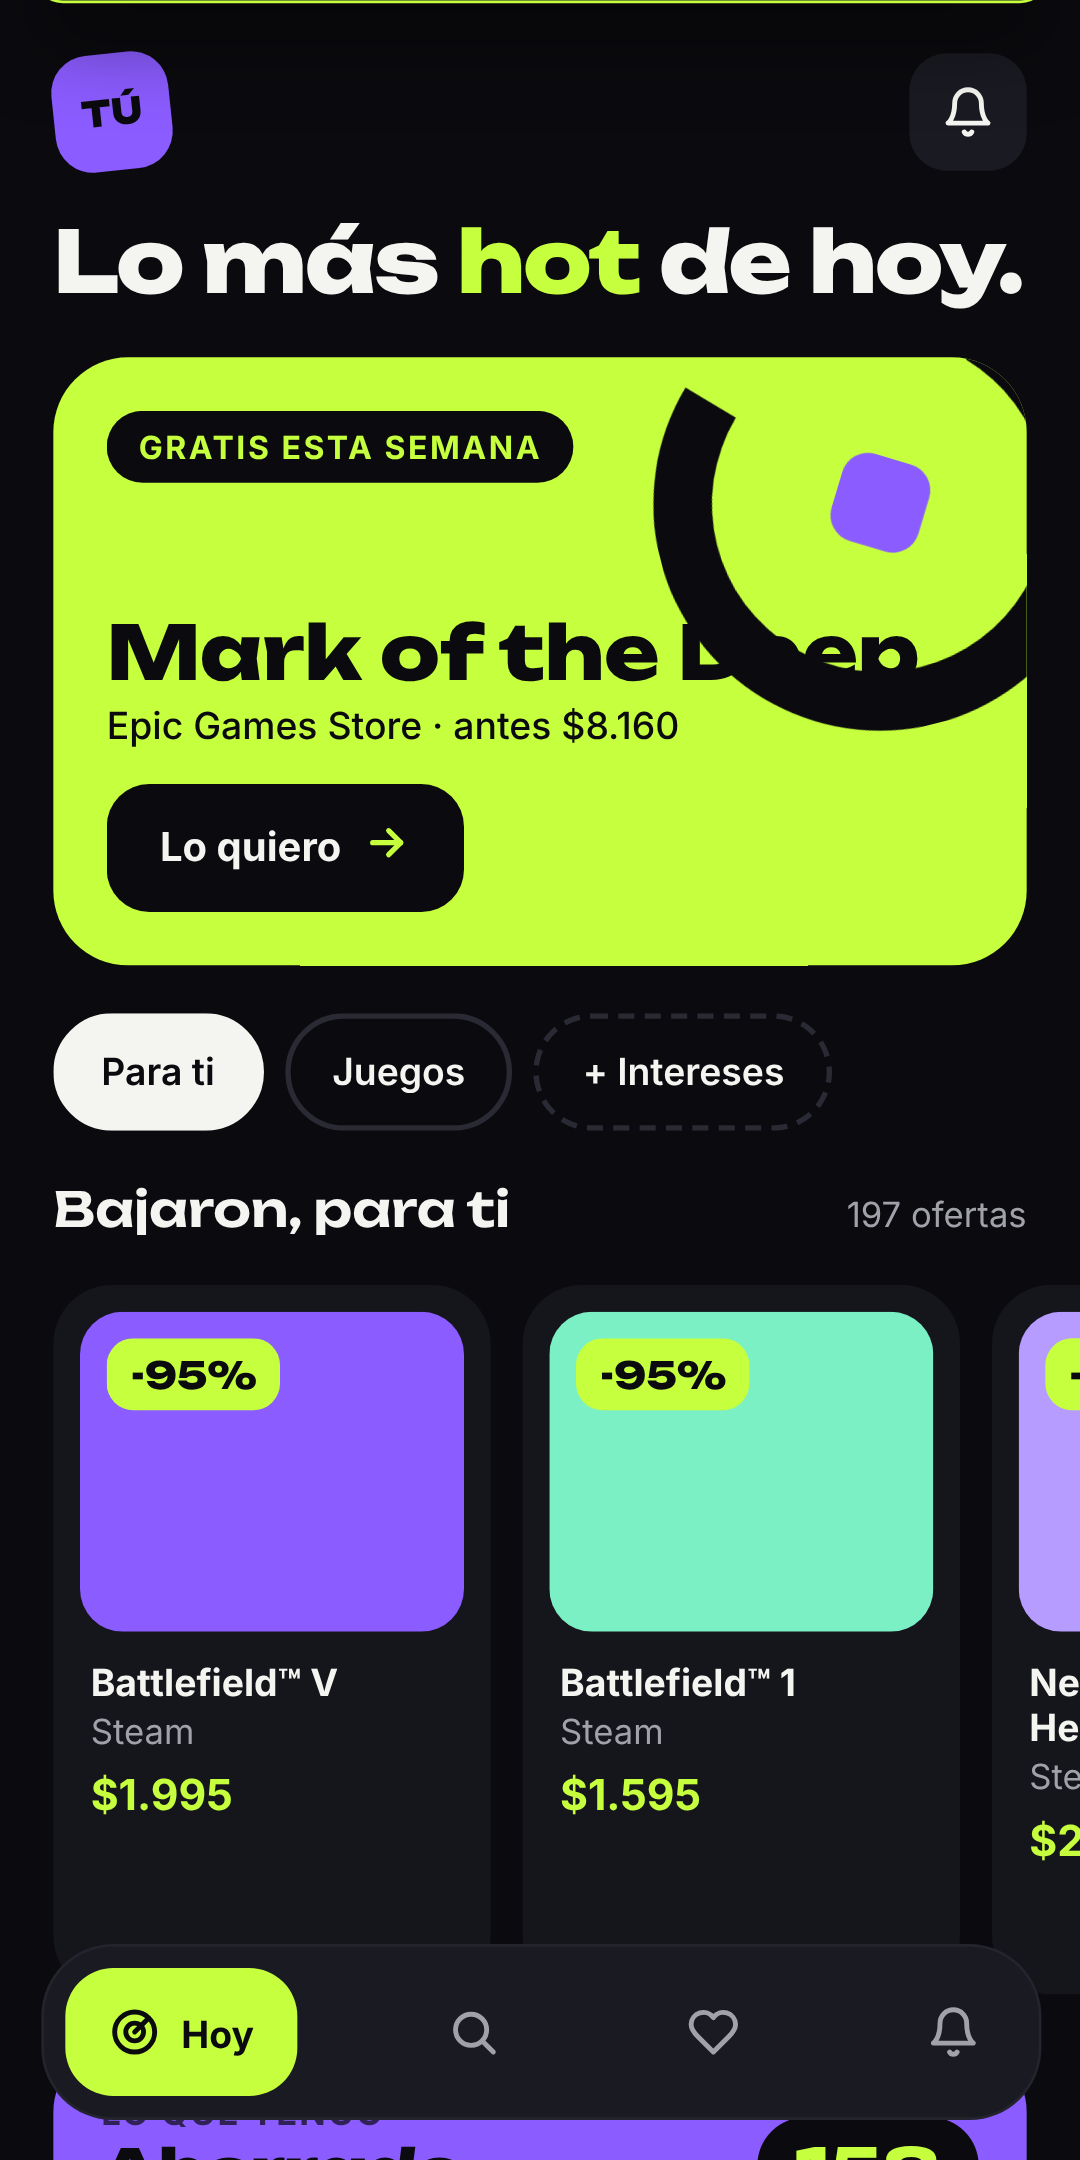 TÚ
Lo más hot de hoy.
GRATIS ESTA SEMANA
Mark of the Deep
Epic Games Store · antes $8.160
Lo quiero →
Para ti
Juegos
+ Intereses
Bajaron, para ti
197 ofertas
-95%
Battlefield™ V
Steam
$1.995
-95%
Battlefield™ 1
Steam
$1.595
Hoy